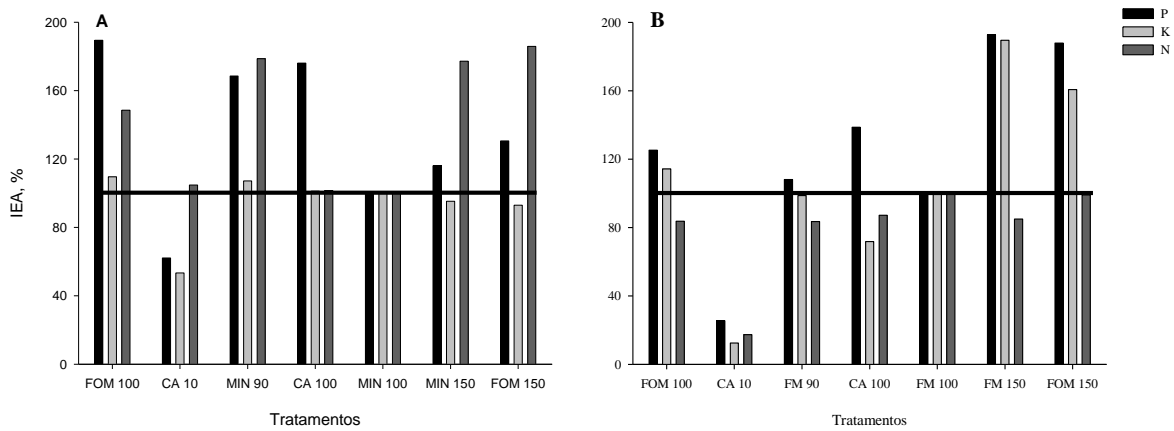 A
IEA, %
200
160
120
80
40
0
FOM 100 CA 10 MIN 90 CA 100 MIN 100 MIN 150 FOM 150
Tratamentos
B
200
160
120
80
40
0
FOM 100 CA 10 FM 90 CA 100 FM 100 FM 150 FOM 150
Tratamentos
P
K
N